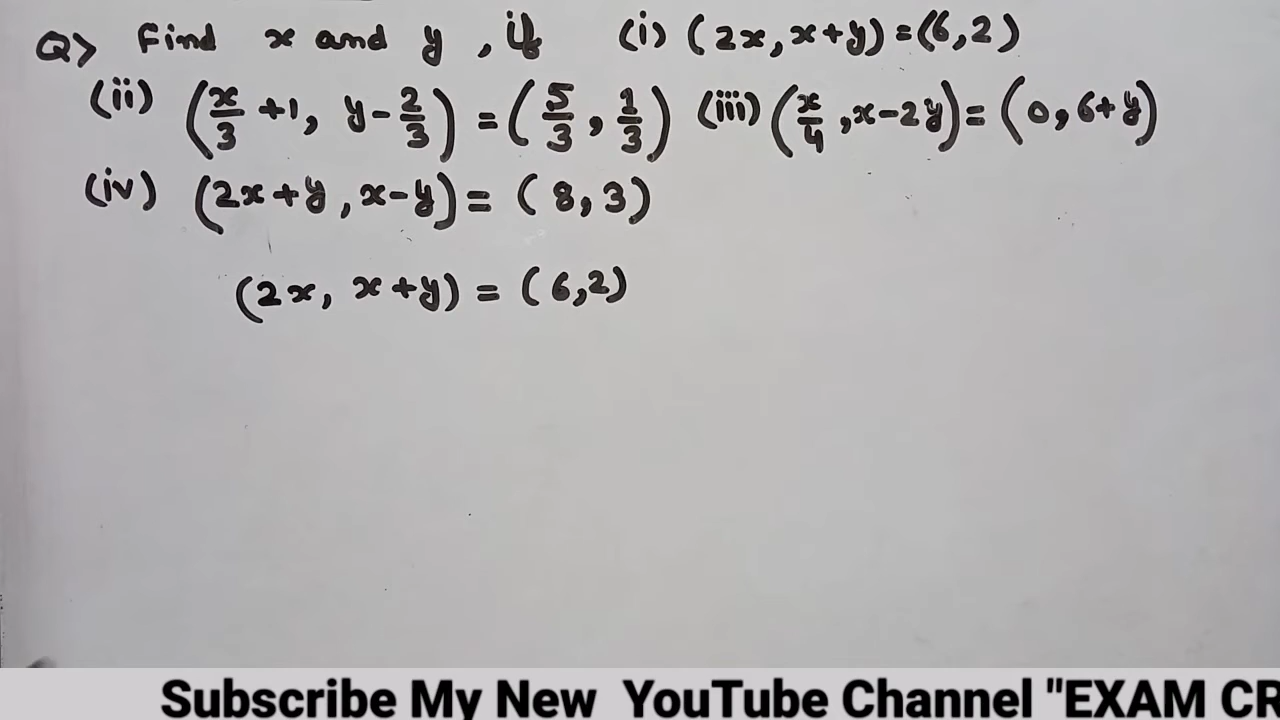 Q> Find x and y , if (i) (2x, x+y) = (6,2)
(ii) (x/3 +1, y-2/3) = (5/3, 1/3) (iii) (x/4, x-2y) = (0, 6+y)
(iv) (2x+y, x-y) = (8,3)
(2x, x+y) = (6,2)
Subscribe My New YouTube Channel "EXAM CR